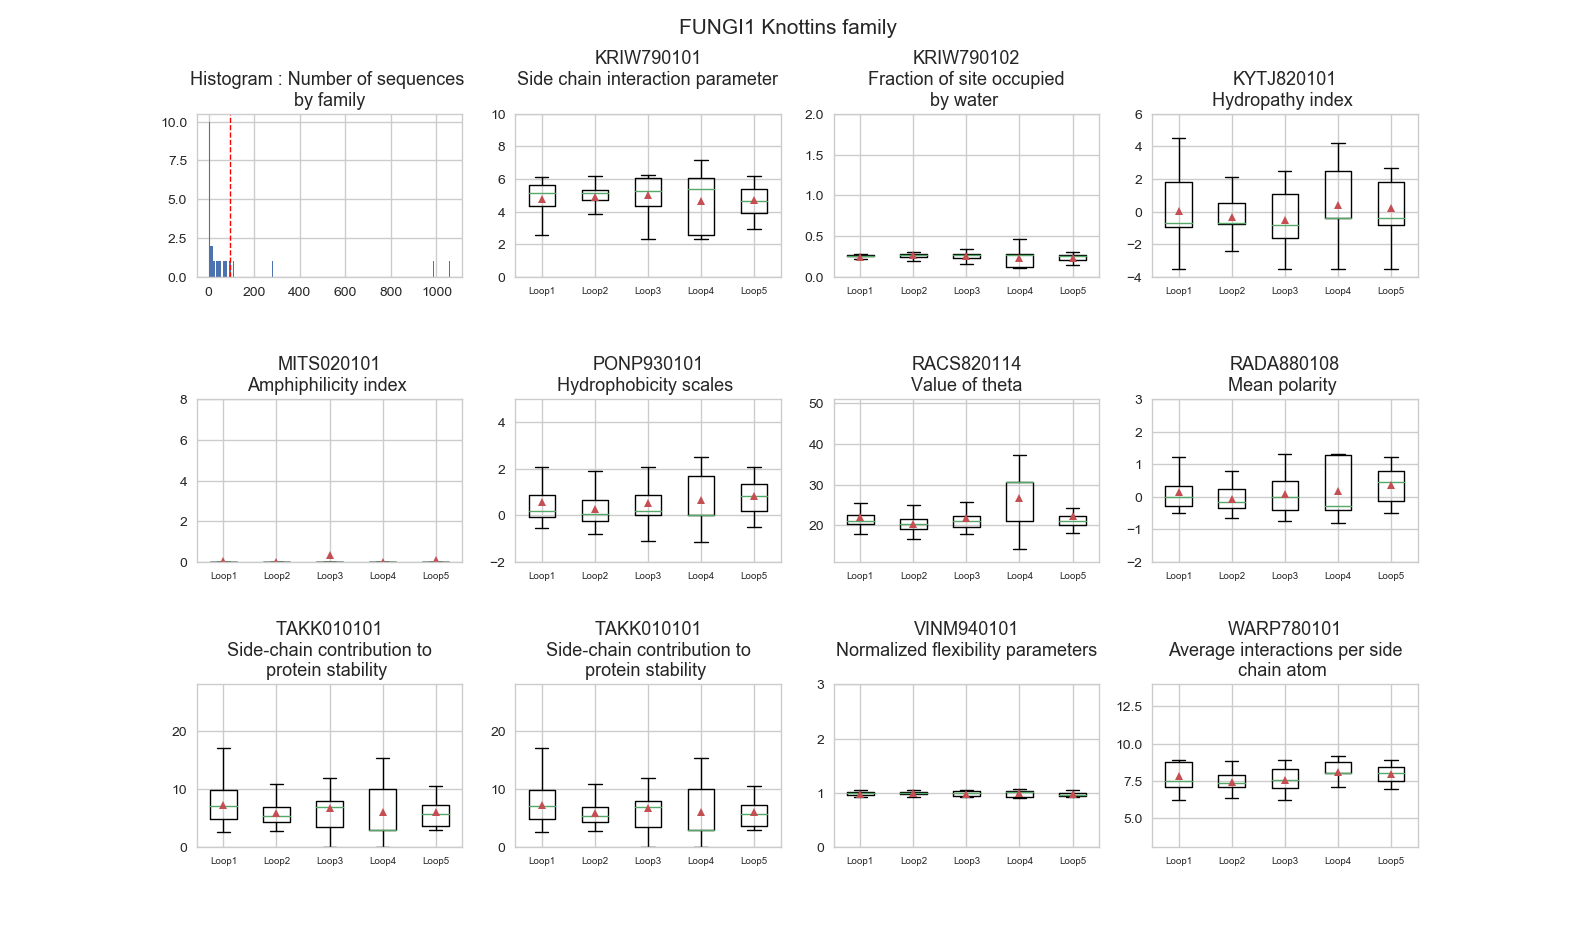 FUNGI1 Knottins family
Histogram : Number of sequences
by family
10.0
7.5
5.0
2.5
0.0
0 200 400 600 800 1000
KRIW790101
Side chain interaction parameter
10
8
6
4
2
0
Loop1 Loop2 Loop3 Loop4 Loop5
KRIW790102
Fraction of site occupied
by water
2.0
1.5
1.0
0.5
0.0
Loop1 Loop2 Loop3 Loop4 Loop5
KYTJ820101
Hydropathy index
6
4
2
0
−2
−4
Loop1 Loop2 Loop3 Loop4 Loop5
MITS020101
Amphiphilicity index
8
6
4
2
0
Loop1 Loop2 Loop3 Loop4 Loop5
PONP930101
Hydrophobicity scales
4
2
0
−2
Loop1 Loop2 Loop3 Loop4 Loop5
RACS820114
Value of theta
50
40
30
20
Loop1 Loop2 Loop3 Loop4 Loop5
RADA880108
Mean polarity
3
2
1
0
−1
−2
Loop1 Loop2 Loop3 Loop4 Loop5
TAKK010101
Side-chain contribution to
protein stability
20
10
0
Loop1 Loop2 Loop3 Loop4 Loop5
TAKK010101
Side-chain contribution to
protein stability
20
10
0
Loop1 Loop2 Loop3 Loop4 Loop5
VINM940101
Normalized flexibility parameters
3
2
1
0
Loop1 Loop2 Loop3 Loop4 Loop5
WARP780101
Average interactions per side
chain atom
12.5
10.0
7.5
5.0
Loop1 Loop2 Loop3 Loop4 Loop5